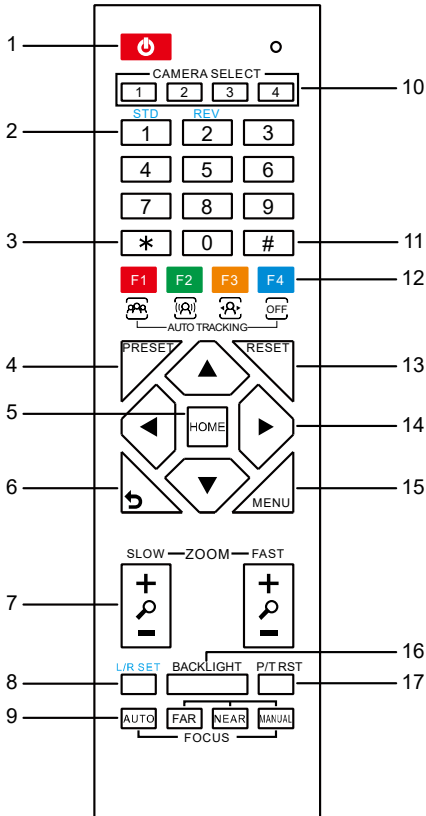 1
CAMERA SELECT
1 2 3 4
10
STD REV
2
1 2 3
4 5 6
7 8 9
3
* 0 #
11
F1 F2 F3 F4
12
OFF
AUTO TRACKING
4
PRESET RESET
13
5
HOME
14
6
MENU
15
SLOW ZOOM FAST
+ +
7
− −
16
L/R SET BACKLIGHT P/T RST
8
17
9
AUTO FAR NEAR MANUAL
FOCUS